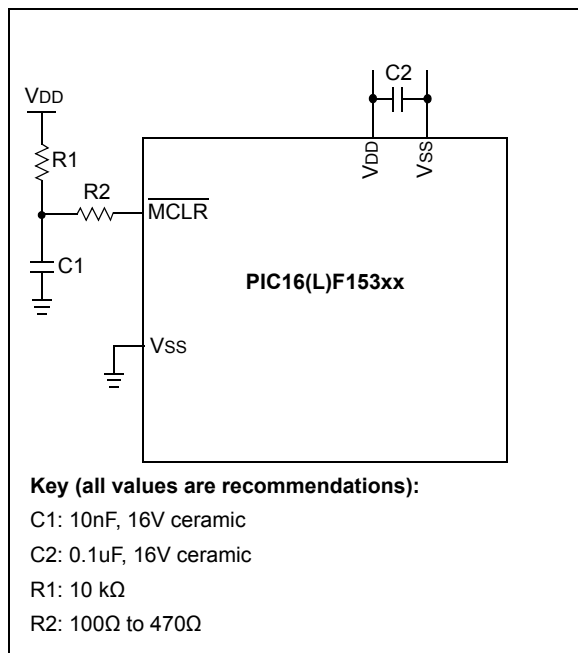 C2
VDD
R1
VDD
VSS
R2
MCLR
C1
PIC16(L)F153xx
VSS
Key (all values are recommendations):
C1: 10nF, 16V ceramic
C2: 0.1uF, 16V ceramic
R1: 10 kΩ
R2: 100Ω to 470Ω